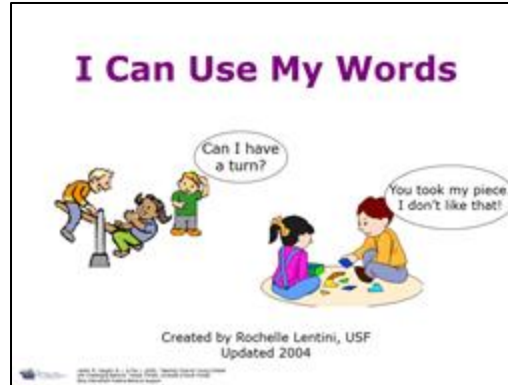 I Can Use My Words
Can I have
a turn?
You took my piece
I don't like that!
Created by Rochelle Lentini, USF
Updated 2004